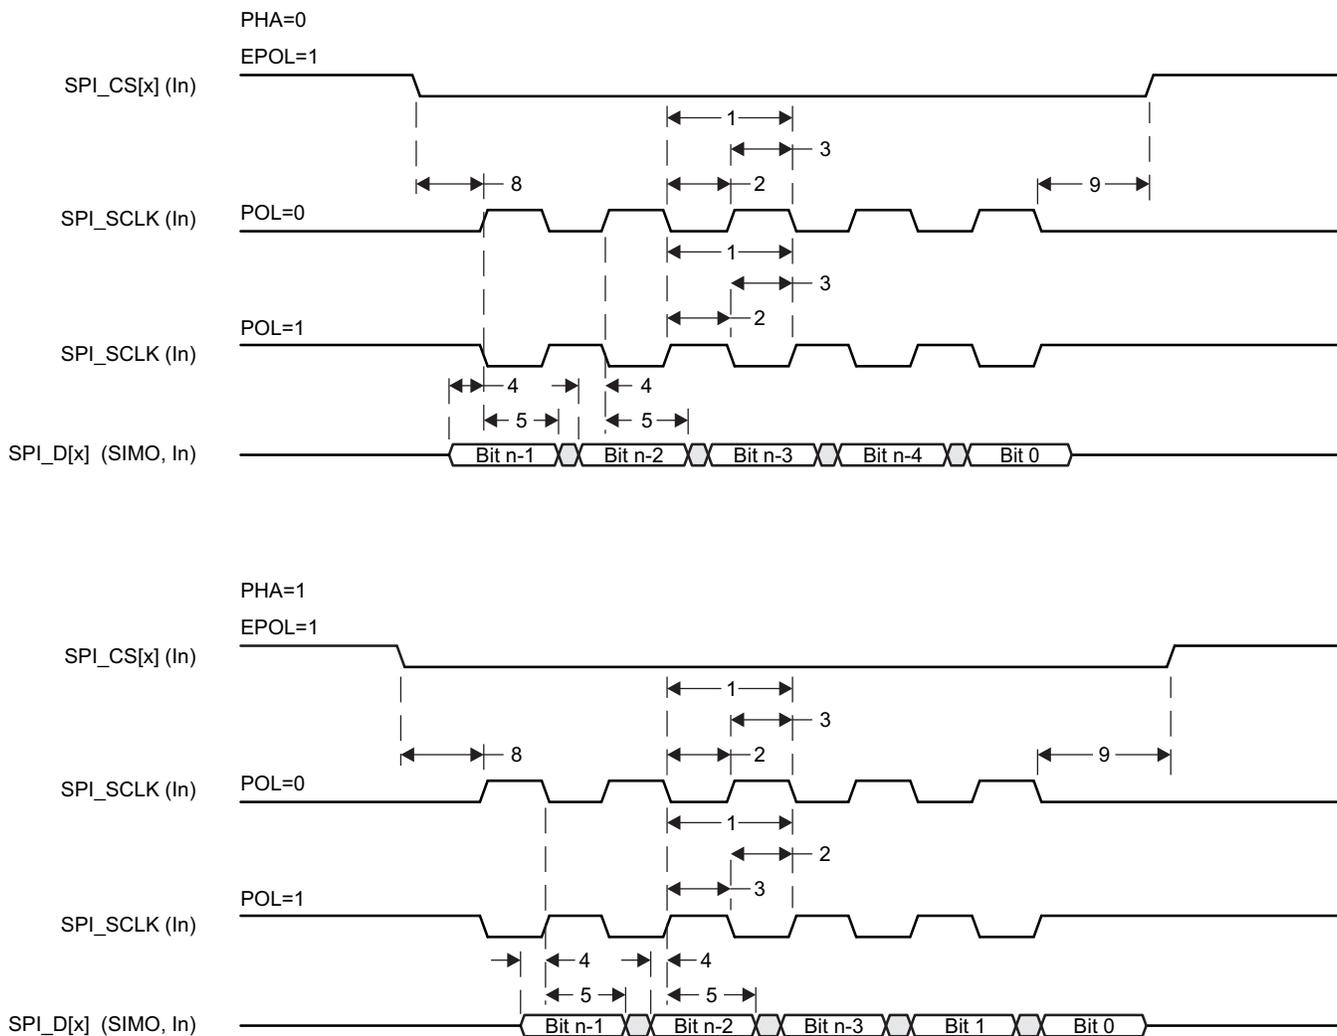 PHA=0
EPOL=1
SPI_CS[x] (In)
1
3
8
2
9
SPI_SCLK (In)
POL=0
1
3
2
POL=1
SPI_SCLK (In)
4
4
5
5
SPI_D[x] (SIMO, In)
Bit n-1
Bit n-2
Bit n-3
Bit n-4
Bit 0
PHA=1
EPOL=1
SPI_CS[x] (In)
1
3
8
2
9
POL=0
SPI_SCLK (In)
1
2
3
POL=1
SPI_SCLK (In)
4
4
5
5
SPI_D[x] (SIMO, In)
Bit n-1
Bit n-2
Bit n-3
Bit 1
Bit 0